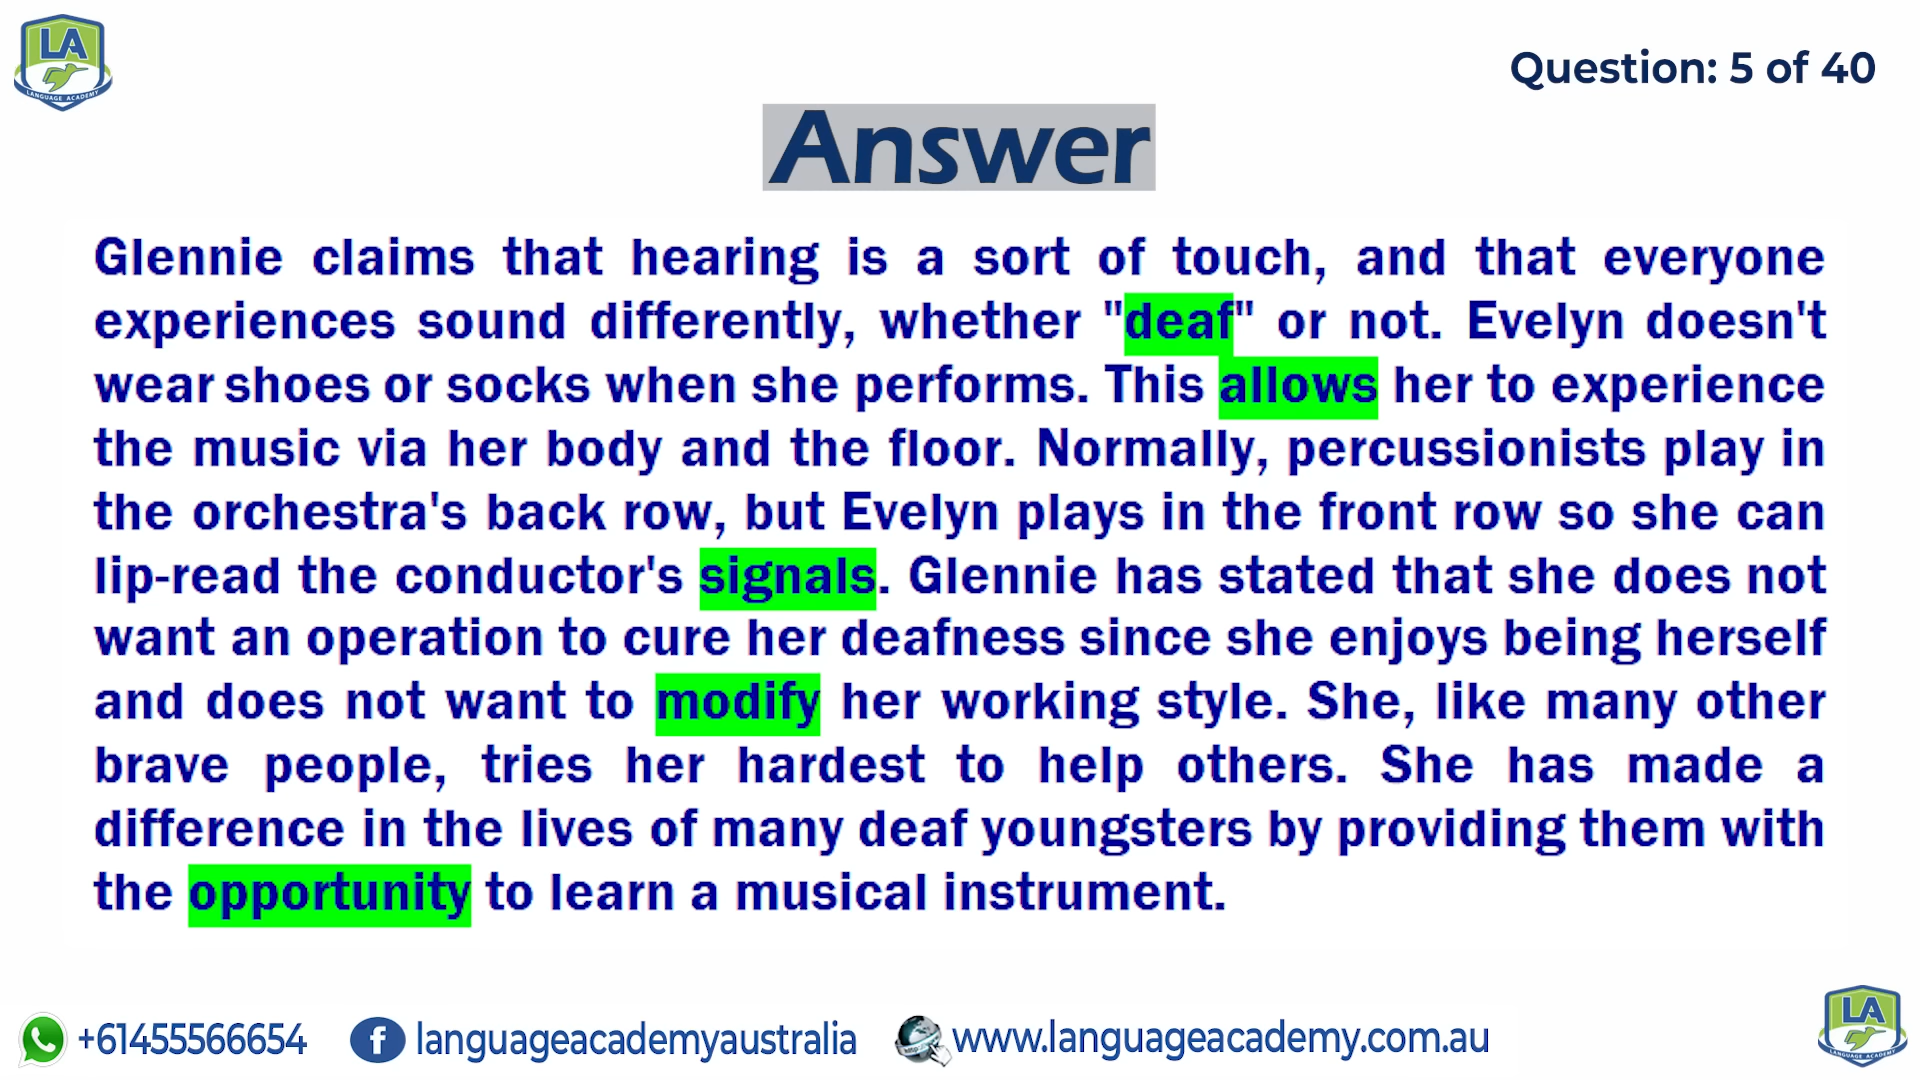 LA
LANGUAGE ACADEMY
Question: 5 of 40
Answer
Glennie claims that hearing is a sort of touch, and that everyone
experiences sound differently, whether "deaf" or not. Evelyn doesn't
wear shoes or socks when she performs. This allows her to experience
the music via her body and the floor. Normally, percussionists play in
the orchestra's back row, but Evelyn plays in the front row so she can
lip-read the conductor's signals. Glennie has stated that she does not
want an operation to cure her deafness since she enjoys being herself
and does not want to modify her working style. She, like many other
brave people, tries her hardest to help others. She has made a
difference in the lives of many deaf youngsters by providing them with
the opportunity to learn a musical instrument.
+61455566654
f languageacademyaustralia
www.languageacademy.com.au
LA
LANGUAGE ACADEMY